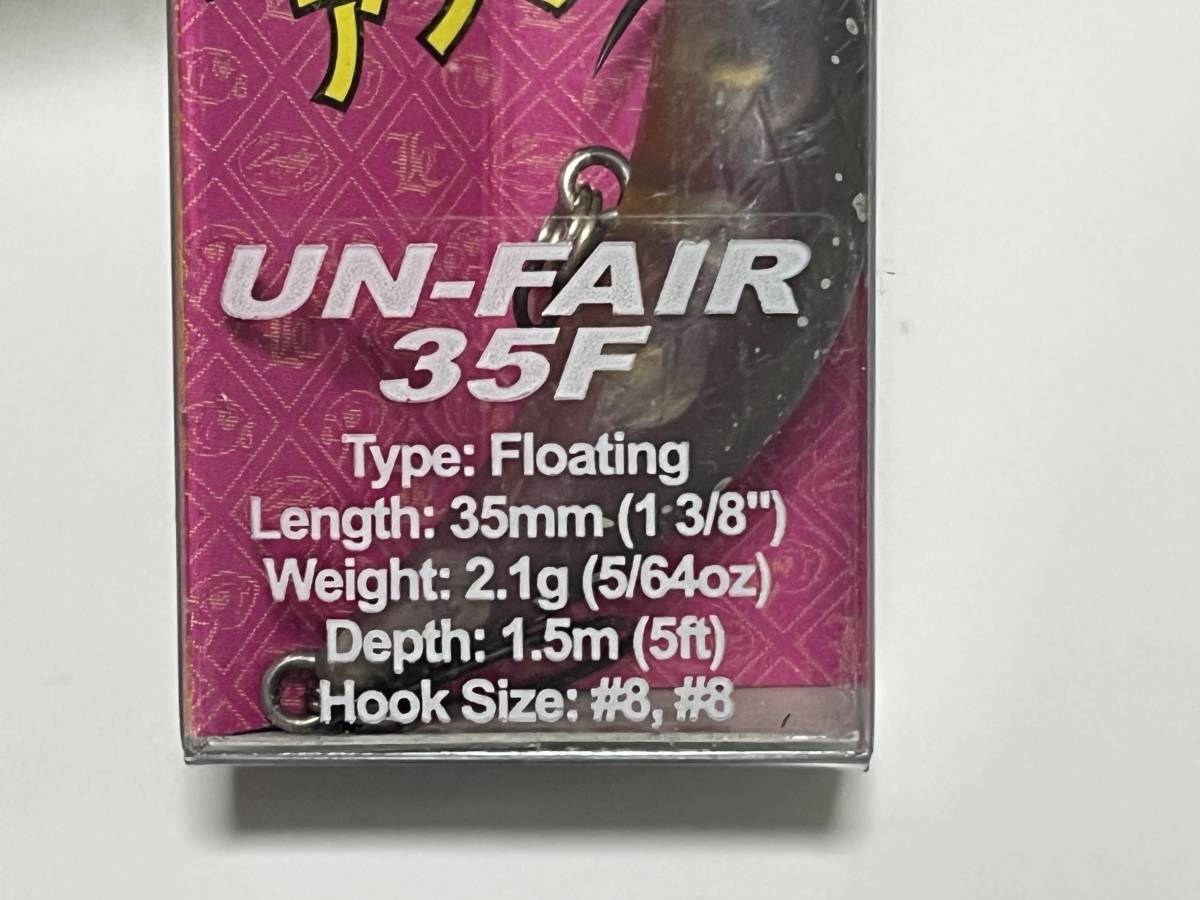 UN-FAIR
35F
Type: Floating
Length: 35mm (1 3/8")
Weight: 2.1g (5/64oz)
Depth: 1.5m (5ft)
Hook Size: #8, #8